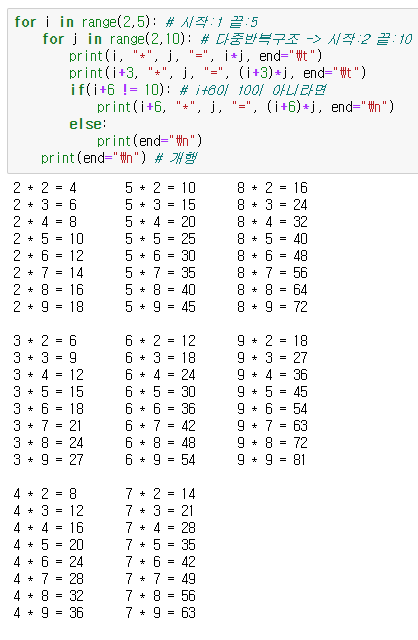 for i in range(2,5): # 시작:1 끝:5
    for j in range(2,10): # 다중반복구조 -> 시작:2 끝:10
        print(i, "*", j, "=", i*j, end="₩t")
        print(i+3, "*", j, "=", (i+3)*j, end="₩t")
        if(i+6 != 10): # i+6이 10이 아니라면
            print(i+6, "*", j, "=", (i+6)*j, end="₩n")
        else:
            print(end="₩n")
    print(end="₩n") # 개행
2 * 2 = 4 5 * 2 = 10 8 * 2 = 16
2 * 3 = 6 5 * 3 = 15 8 * 3 = 24
2 * 4 = 8 5 * 4 = 20 8 * 4 = 32
2 * 5 = 10 5 * 5 = 25 8 * 5 = 40
2 * 6 = 12 5 * 6 = 30 8 * 6 = 48
2 * 7 = 14 5 * 7 = 35 8 * 7 = 56
2 * 8 = 16 5 * 8 = 40 8 * 8 = 64
2 * 9 = 18 5 * 9 = 45 8 * 9 = 72
3 * 2 = 6 6 * 2 = 12 9 * 2 = 18
3 * 3 = 9 6 * 3 = 18 9 * 3 = 27
3 * 4 = 12 6 * 4 = 24 9 * 4 = 36
3 * 5 = 15 6 * 5 = 30 9 * 5 = 45
3 * 6 = 18 6 * 6 = 36 9 * 6 = 54
3 * 7 = 21 6 * 7 = 42 9 * 7 = 63
3 * 8 = 24 6 * 8 = 48 9 * 8 = 72
3 * 9 = 27 6 * 9 = 54 9 * 9 = 81
4 * 2 = 8 7 * 2 = 14
4 * 3 = 12 7 * 3 = 21
4 * 4 = 16 7 * 4 = 28
4 * 5 = 20 7 * 5 = 35
4 * 6 = 24 7 * 6 = 42
4 * 7 = 28 7 * 7 = 49
4 * 8 = 32 7 * 8 = 56
4 * 9 = 36 7 * 9 = 63